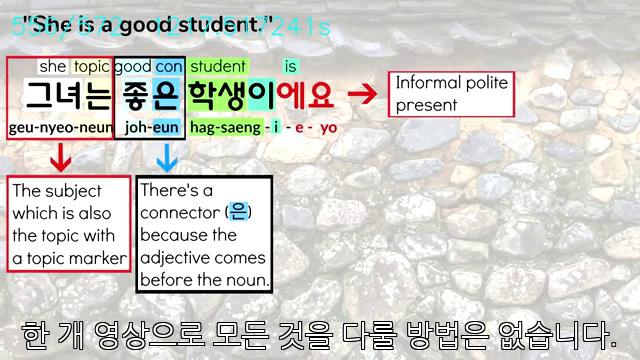 "She is a good student."
she topic good con student is
그녀는 좋은 학생이에요
Informal polite
present
geu-nyeo-neun joh-eun hag-saeng - i - e - yo
The subject
which is also
the topic with
a topic marker
There's a
connector (은)
because the
adjective comes
before the noun.
한 개 영상으로 모든 것을 다룰 방법은 없습니다.